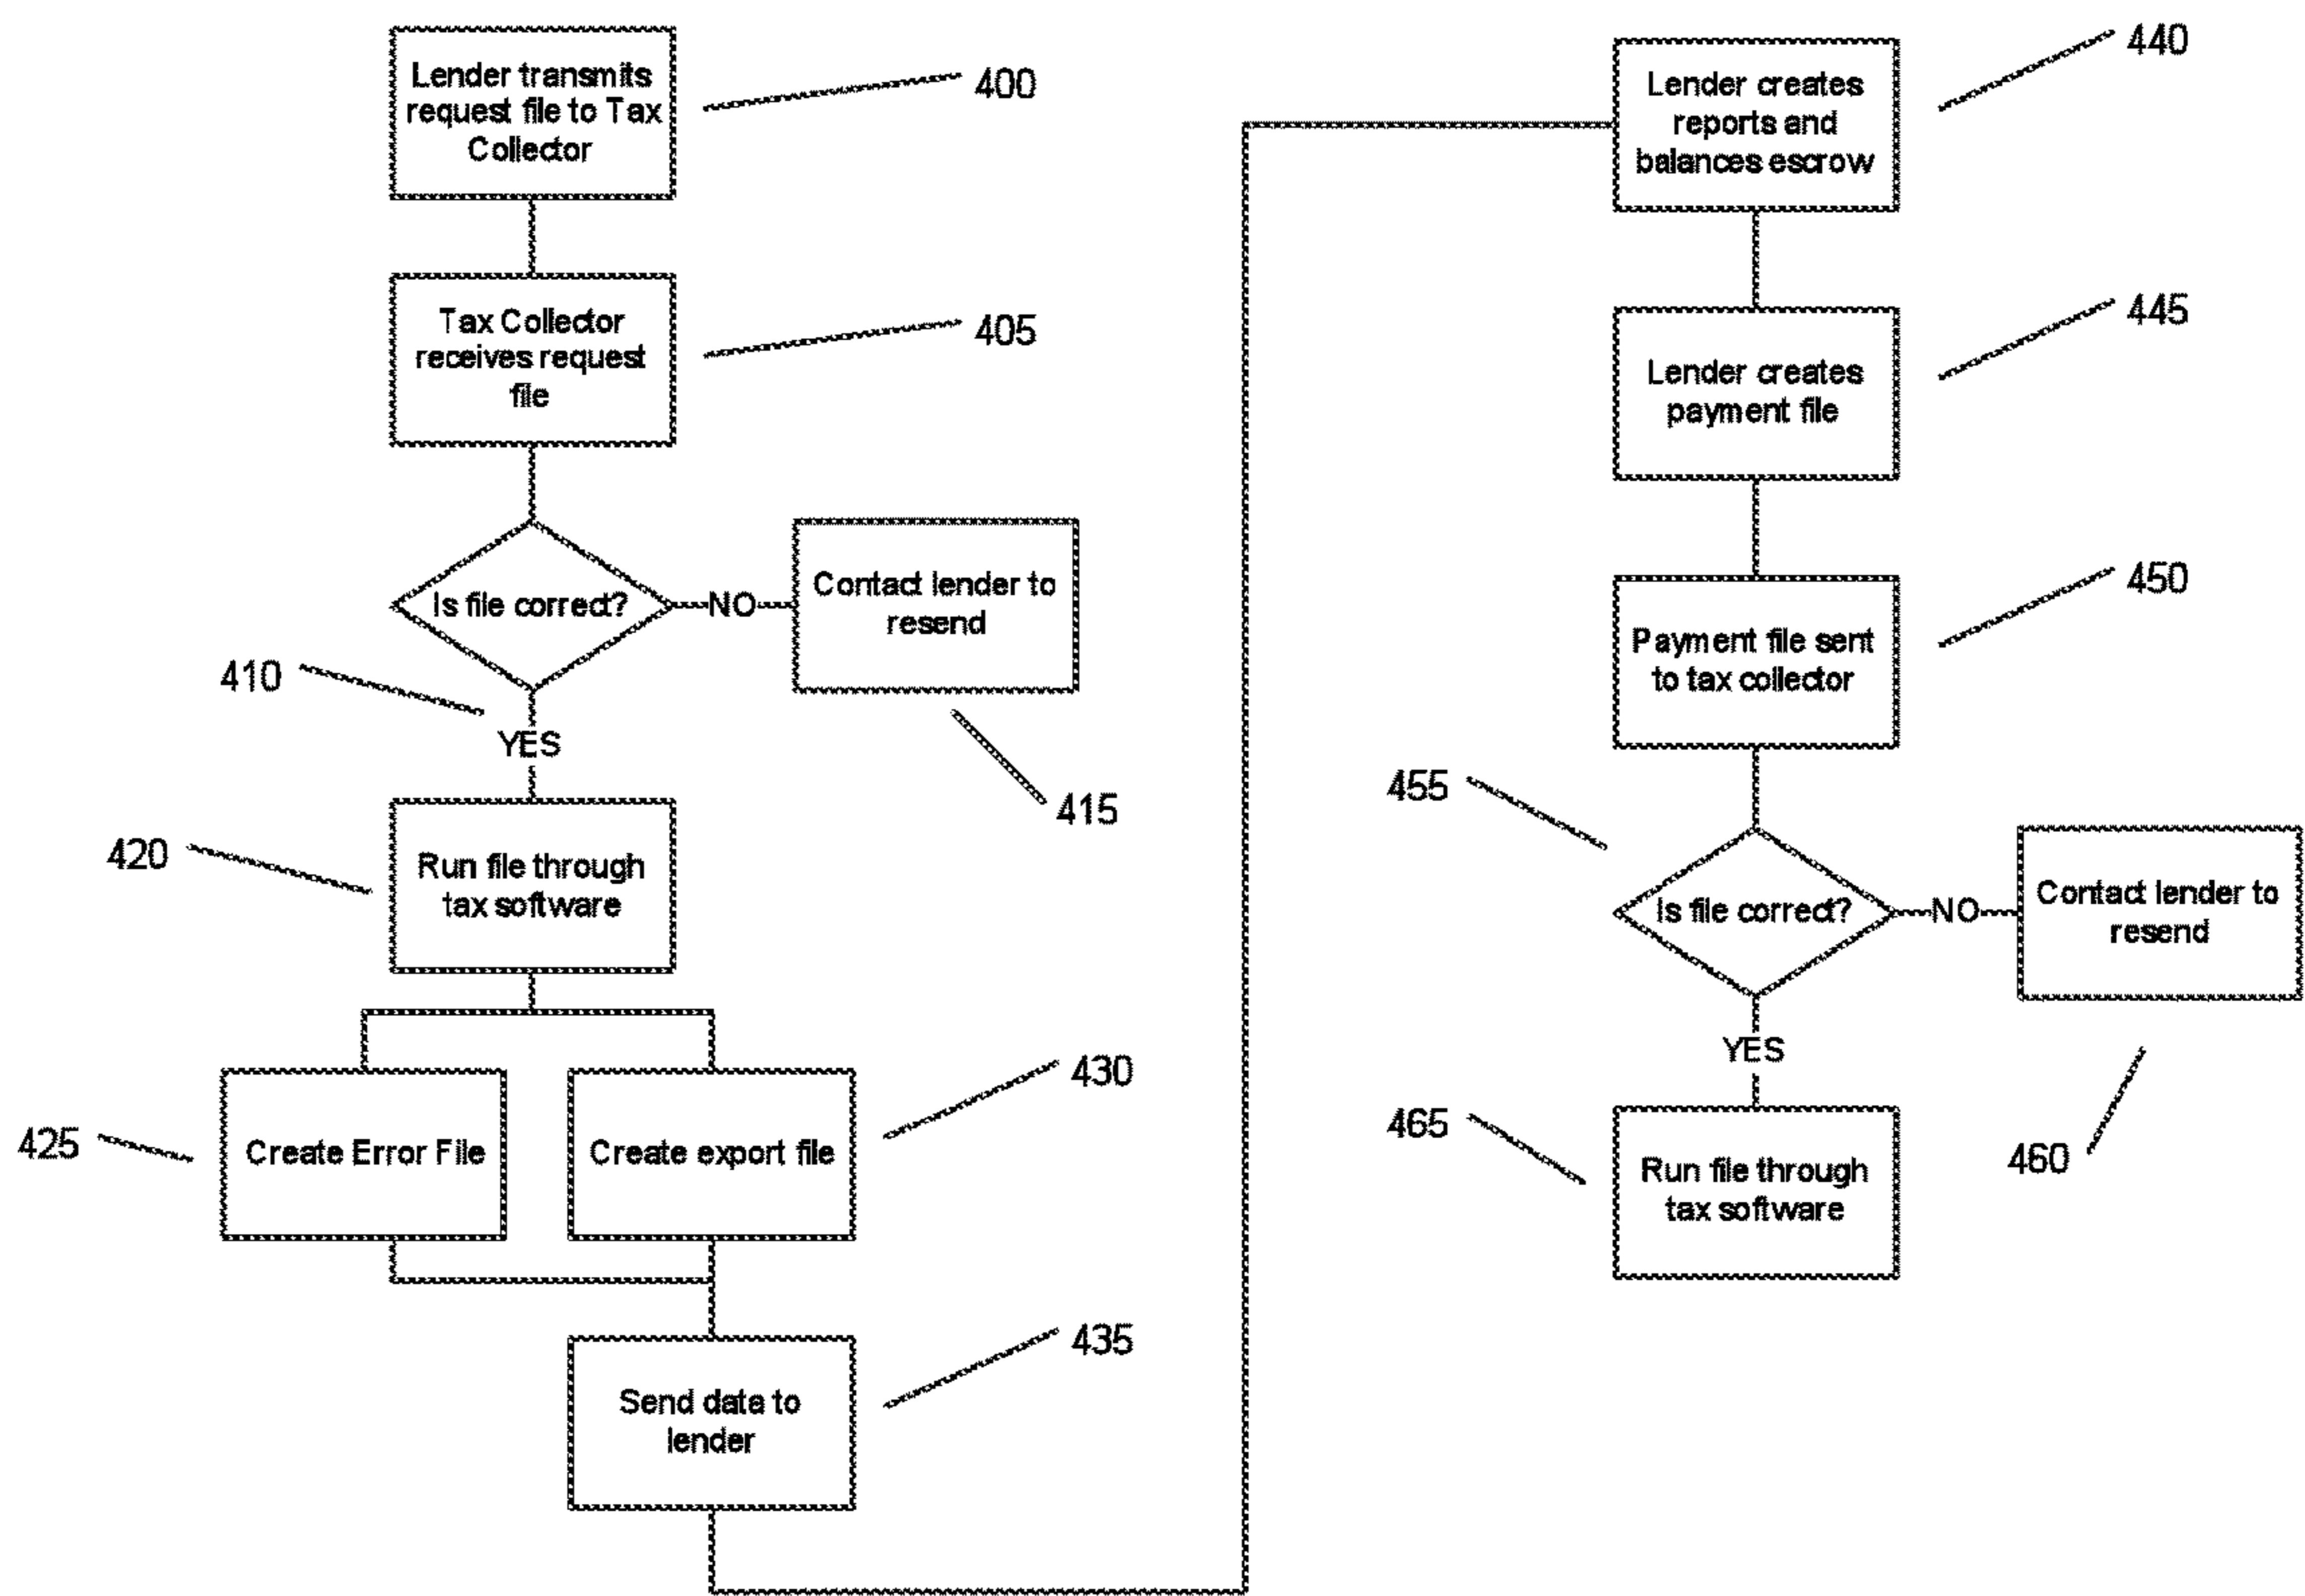 Lender transmits
request file to Tax
Collector
400
Tax Collector
receives request
file
405
Is file correct?
NO
Contact lender to
resend
410
YES
415
420
Run file through
tax software
425
Create Error File
Create export file
430
Send data to
lender
435
Lender creates
reports and
balances escrow
440
Lender creates
payment file
445
Payment file sent
to tax collector
450
455
Is file correct?
NO
Contact lender to
resend
YES
460
465
Run file through
tax software